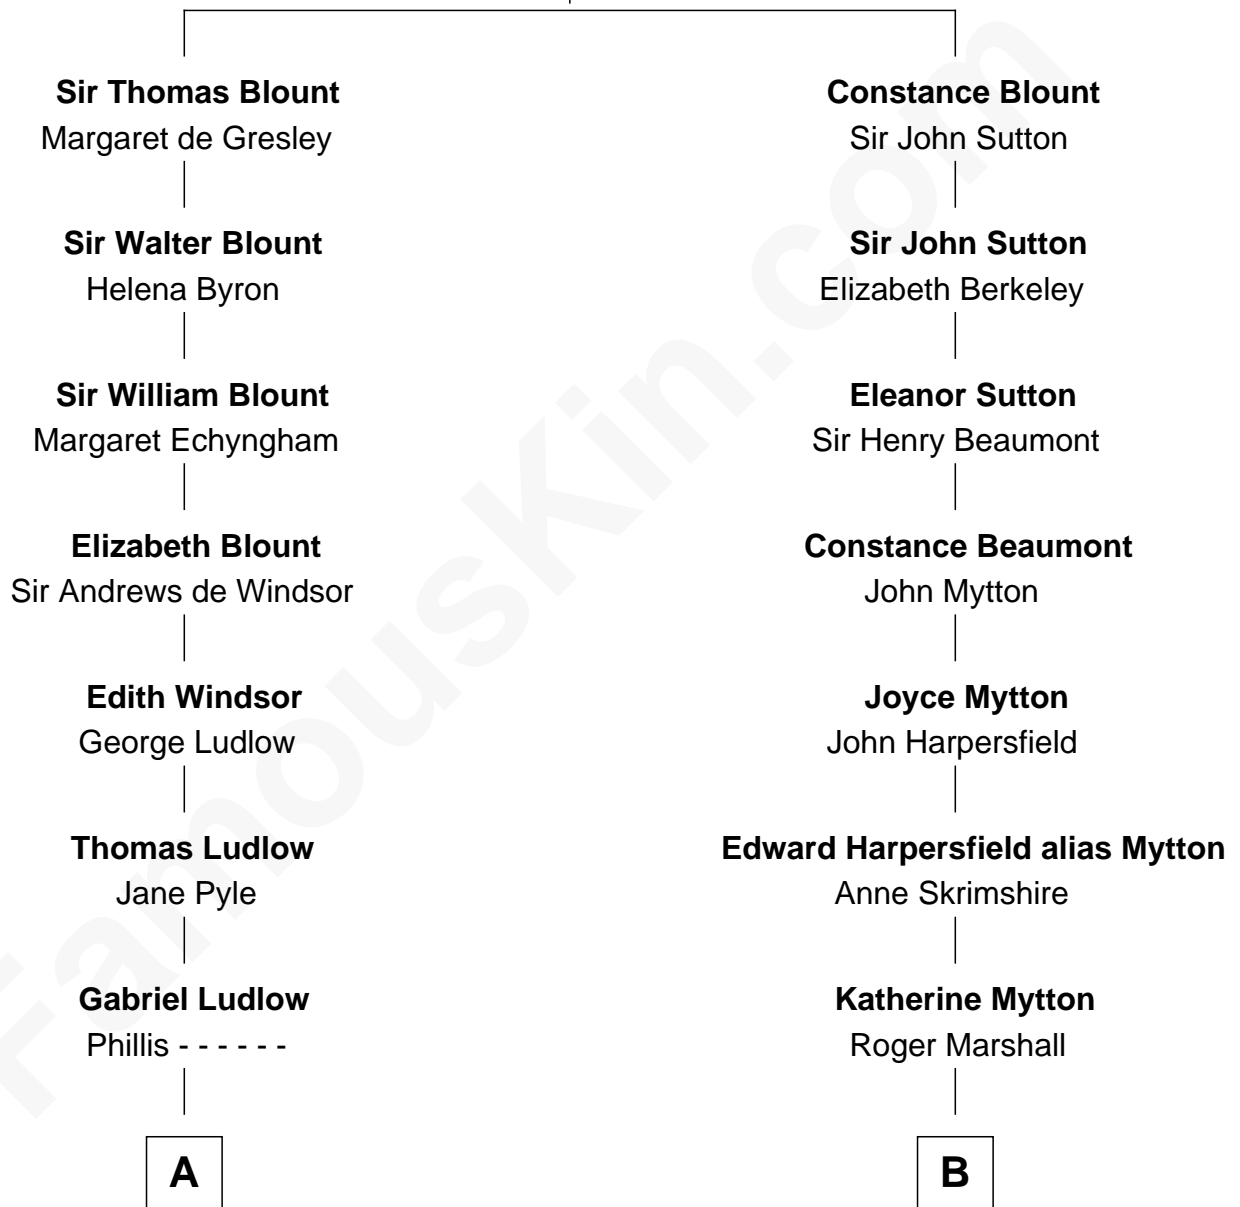 Sir Thomas Blount
Margaret de Gresley
Constance Blount
Sir John Sutton
Sir Walter Blount
Helena Byron
Sir John Sutton
Elizabeth Berkeley
Sir William Blount
Margaret Echyngham
Eleanor Sutton
Sir Henry Beaumont
Elizabeth Blount
Sir Andrews de Windsor
Constance Beaumont
John Mytton
Edith Windsor
George Ludlow
Joyce Mytton
John Harpersfield
Thomas Ludlow
Jane Pyle
Edward Harpersfield alias Mytton
Anne Skrimshire
Gabriel Ludlow
Phillis - - - - - -
Katherine Mytton
Roger Marshall
A
B
FamousKin.com